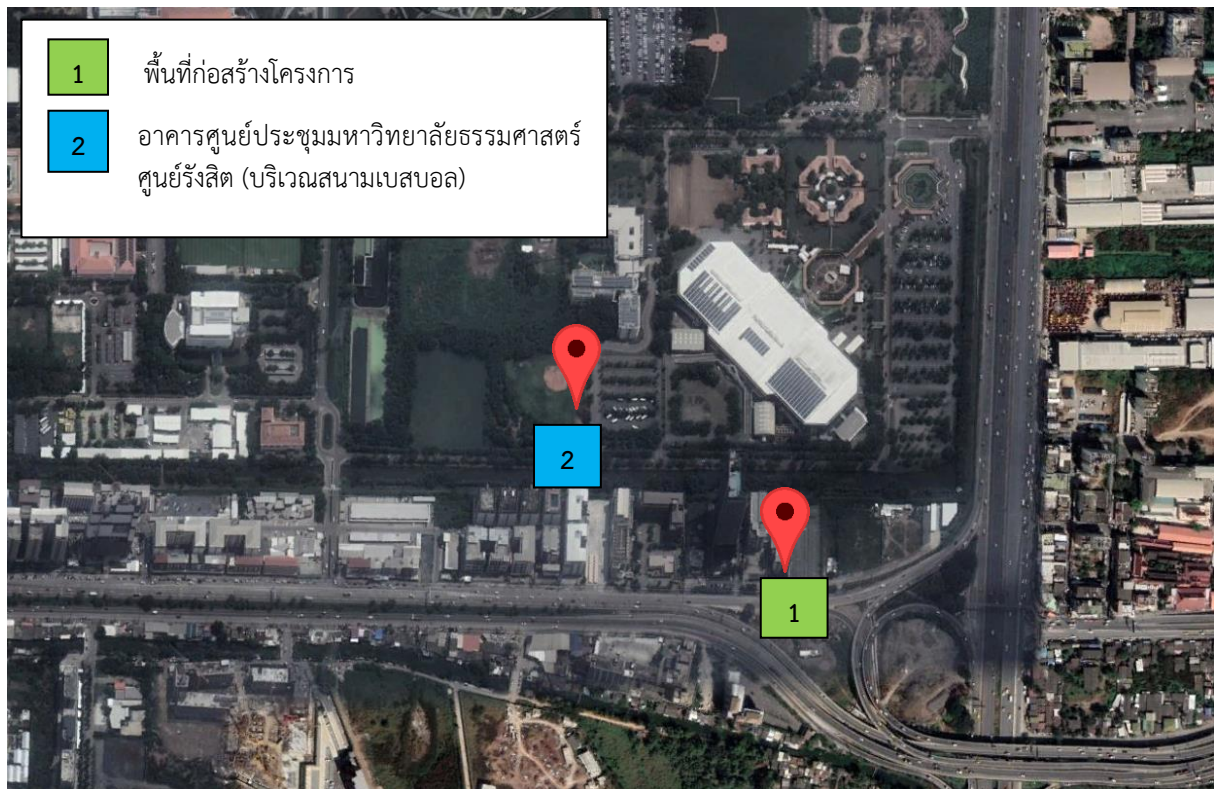 1
พื้นที่ก่อสร้างโครงการ
2
อาคารศูนย์ประชุมมหาวิทยาลัยธรรมศาสตร์
ศูนย์รังสิต (บริเวณสนามเบสบอล)
2
1